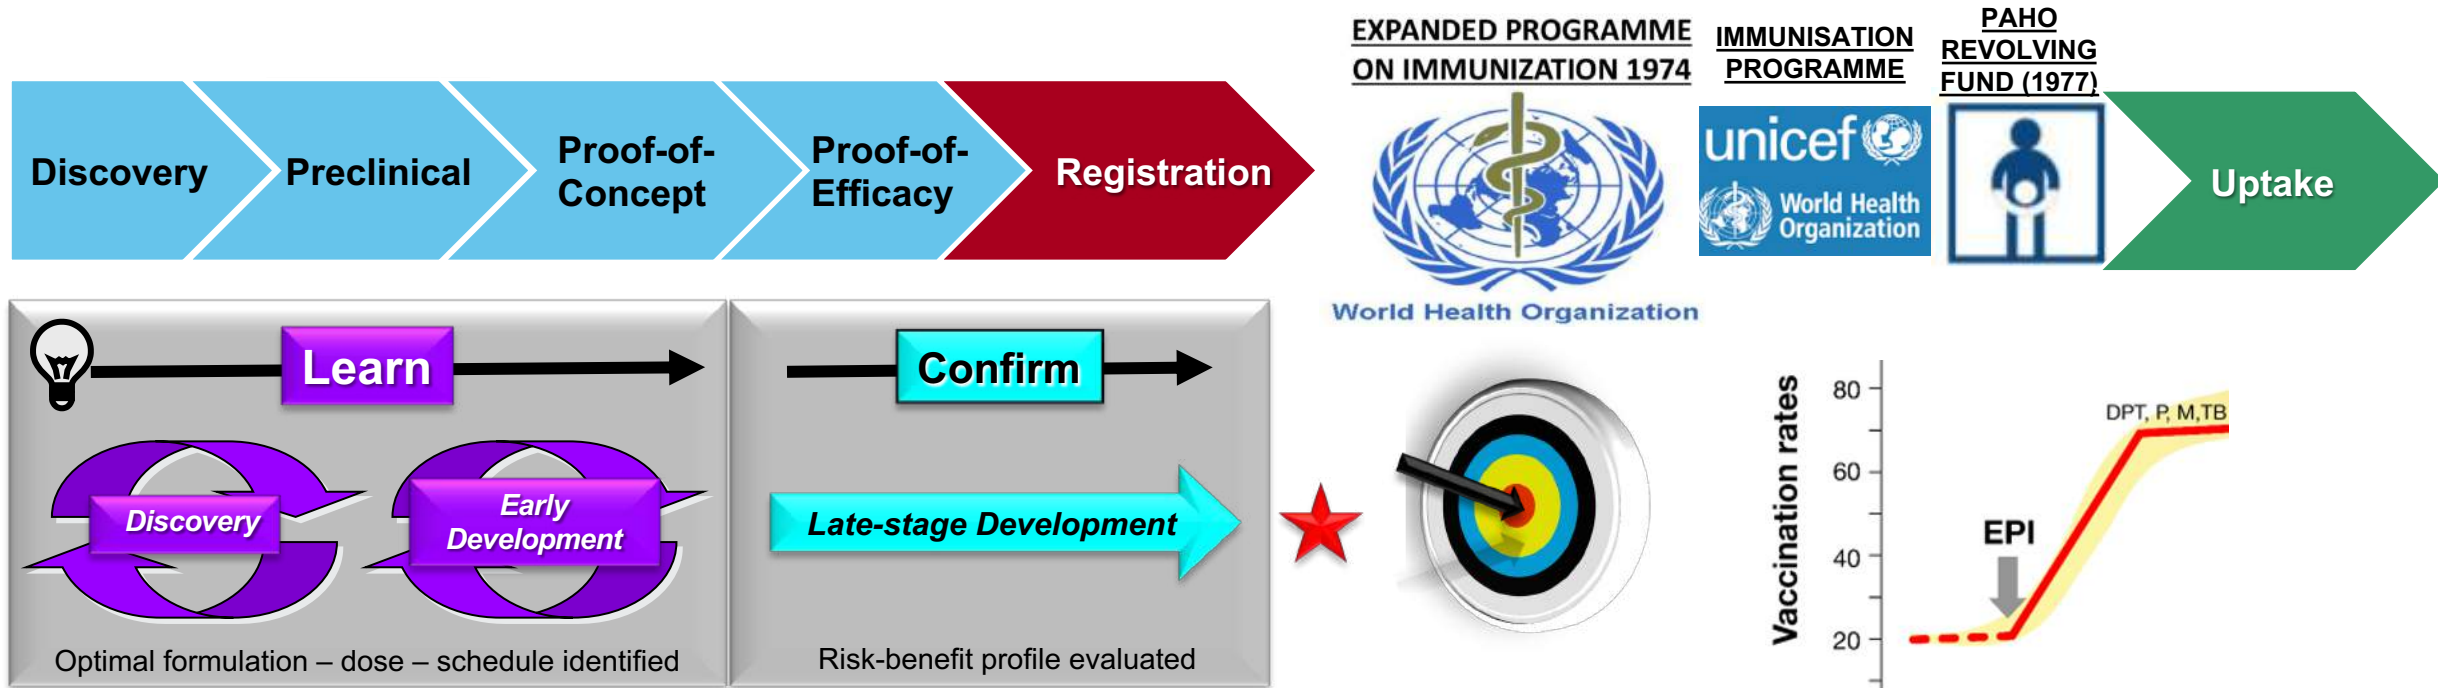 EXPANDED PROGRAMME
ON IMMUNIZATION 1974
IMMUNISATION
PROGRAMME
PAHO
REVOLVING
FUND (1977)
Discovery
Preclinical
Proof-of-
Concept
Proof-of-
Efficacy
Registration
unicef
World Health
Organization
Uptake
World Health Organization
Learn
Confirm
Discovery
Early
Development
Late-stage Development
Optimal formulation – dose – schedule identified
Risk-benefit profile evaluated
Vaccination rates
80
60
40
20
DPT, P, M,TB
EPI